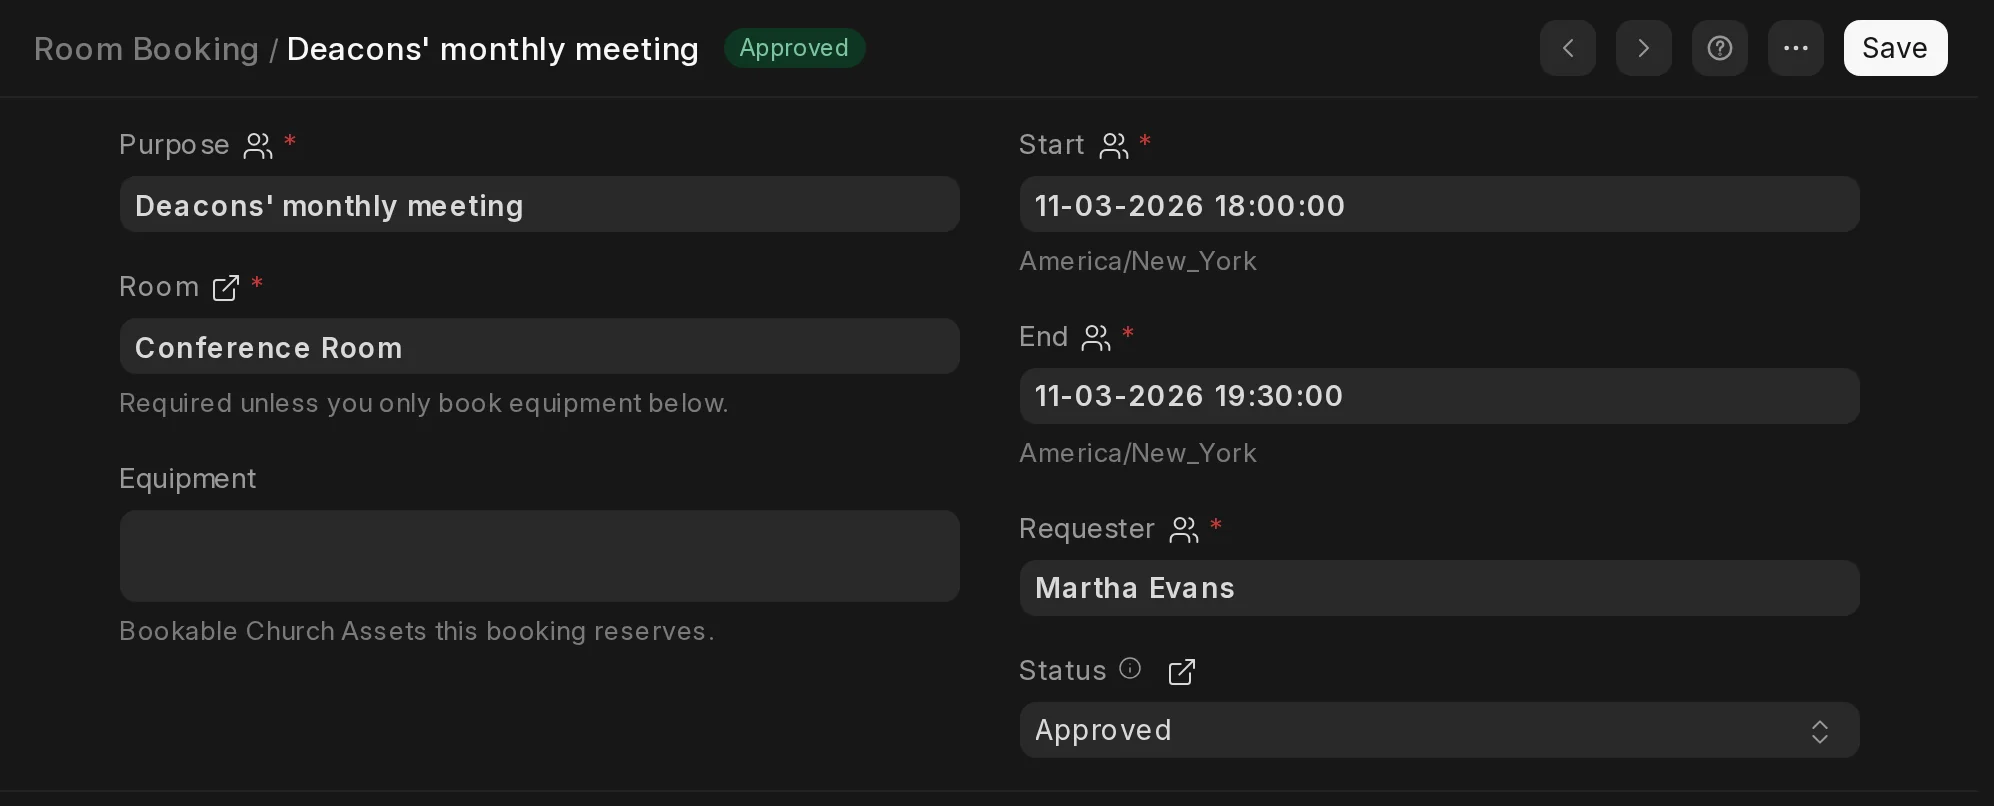 Room Booking / Deacons' monthly meeting Approved Save
Purpose *
Deacons' monthly meeting
Room *
Conference Room
Required unless you only book equipment below.
Equipment
Bookable Church Assets this booking reserves.
Start *
11-03-2026 18:00:00
America/New_York
End *
11-03-2026 19:30:00
America/New_York
Requester *
Martha Evans
Status
Approved